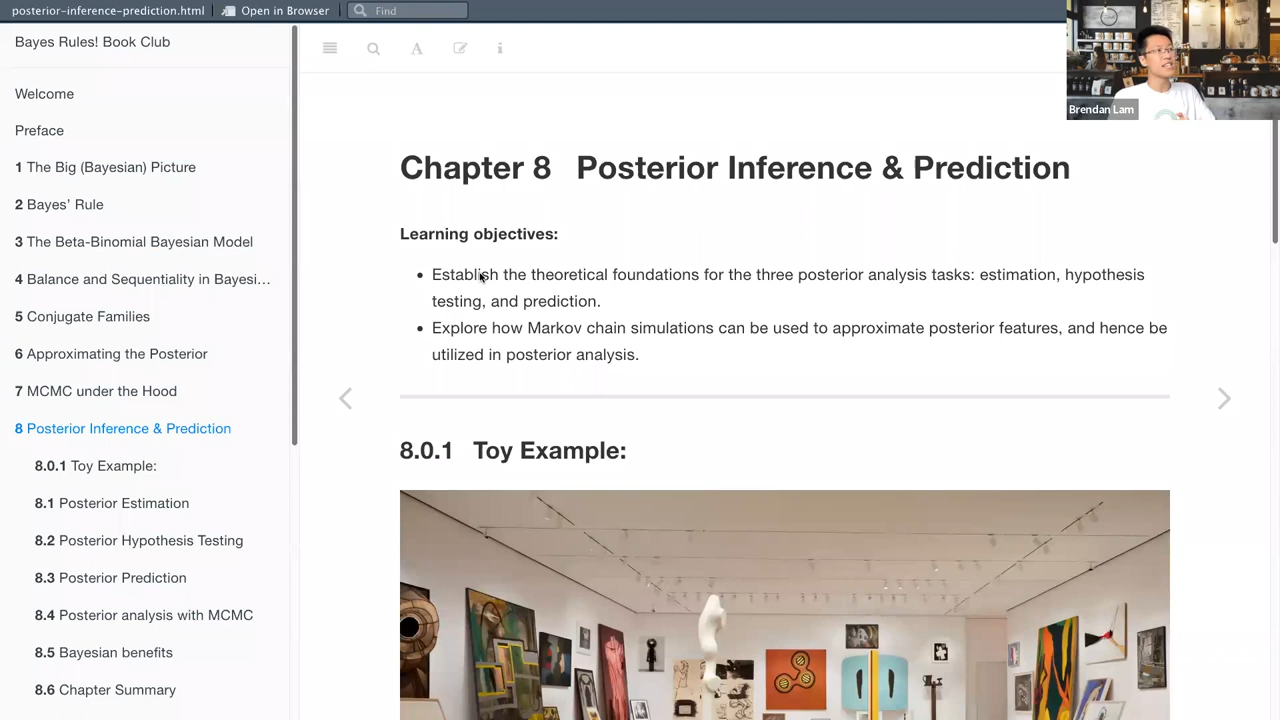 posterior-inference-prediction.html
Open in Browser
Find
Bayes Rules! Book Club
Welcome
Preface
1 The Big (Bayesian) Picture
2 Bayes’ Rule
3 The Beta-Binomial Bayesian Model
4 Balance and Sequentiality in Bayesi...
5 Conjugate Families
6 Approximating the Posterior
7 MCMC under the Hood
8 Posterior Inference & Prediction
8.0.1 Toy Example:
8.1 Posterior Estimation
8.2 Posterior Hypothesis Testing
8.3 Posterior Prediction
8.4 Posterior analysis with MCMC
8.5 Bayesian benefits
8.6 Chapter Summary
Brendan Lam
Chapter 8 Posterior Inference & Prediction
Learning objectives:
• Establish the theoretical foundations for the three posterior analysis tasks: estimation, hypothesis
testing, and prediction.
• Explore how Markov chain simulations can be used to approximate posterior features, and hence be
utilized in posterior analysis.
8.0.1 Toy Example: